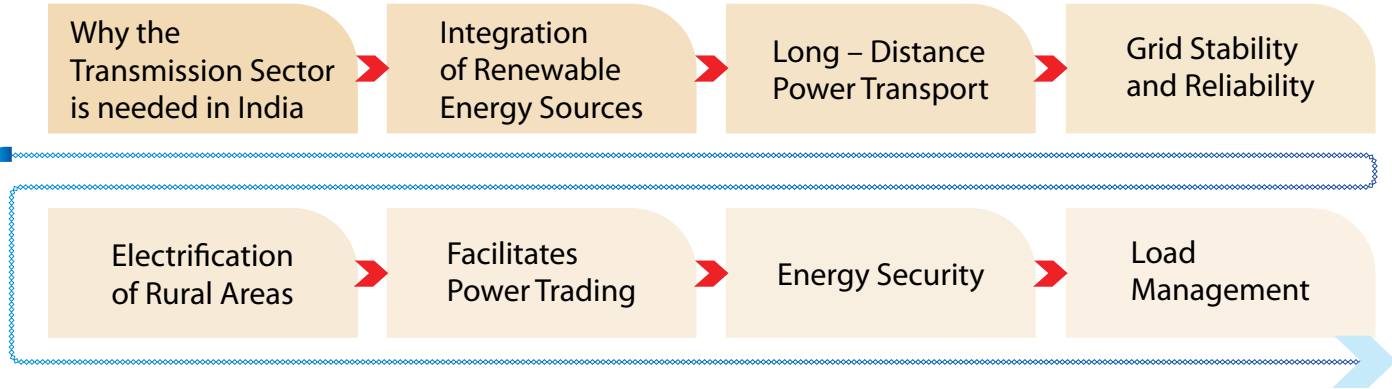 Why the
Transmission Sector
is needed in India
Integration
of Renewable
Energy Sources
Long – Distance
Power Transport
Grid Stability
and Reliability
Electrification
of Rural Areas
Facilitates
Power Trading
Energy Security
Load
Management